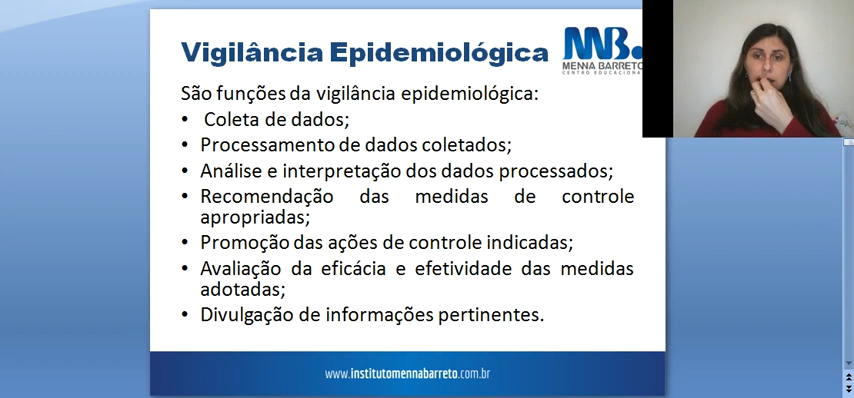 Vigilância Epidemiológica
MB.
MENNA BARRETO
CENTRO EDUCACIONAL
São funções da vigilância epidemiológica:
• Coleta de dados;
• Processamento de dados coletados;
• Análise e interpretação dos dados processados;
• Recomendação das medidas de controle
apropriadas;
• Promoção das ações de controle indicadas;
• Avaliação da eficácia e efetividade das medidas
adotadas;
• Divulgação de informações pertinentes.
www.institutomennabarreto.com.br